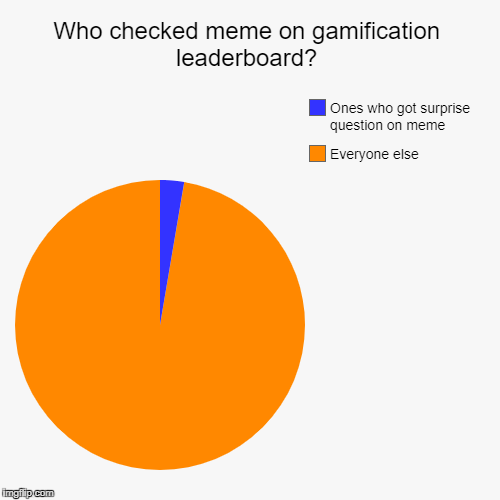 Who checked meme on gamification
leaderboard?
Ones who got surprise
question on meme
Everyone else
imgflip.com